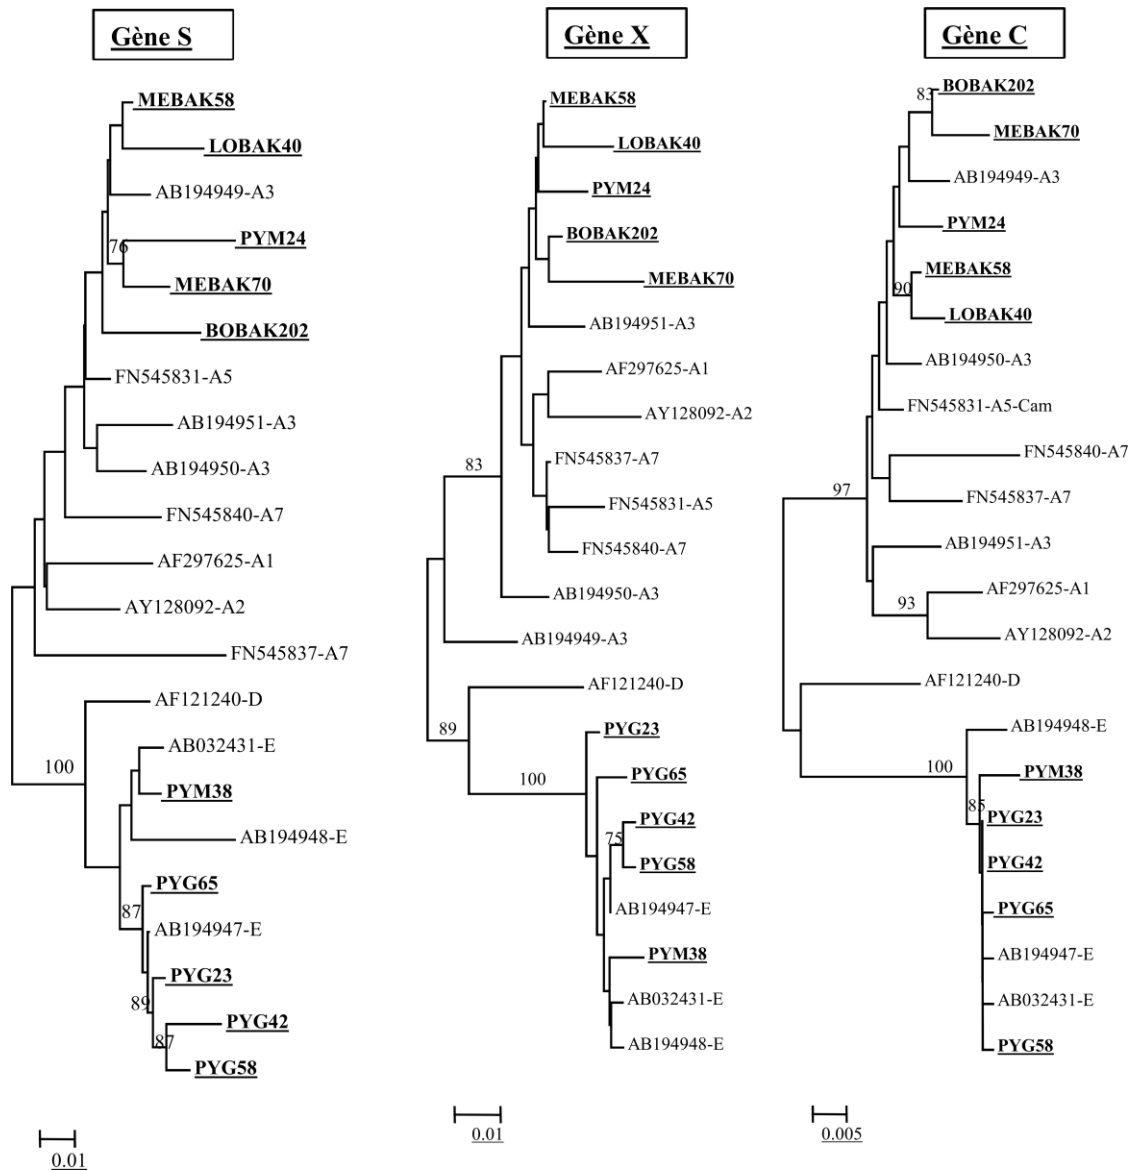 Gène S
MEBAK58
LOBAK40
AB194949-A3
76
PYM24
MEBAK70
BOBAK202
FN545831-A5
AB194951-A3
AB194950-A3
FN545840-A7
AF297625-A1
AY128092-A2
FN545837-A7
AF121240-D
100
AB032431-E
PYM38
AB194948-E
PYG65
87
AB194947-E
PYG23
89
PYG42
87
PYG58
0.01
Gène X
MEBAK58
LOBAK40
PYM24
BOBAK202
MEBAK70
AB194951-A3
AF297625-A1
AY128092-A2
83
FN545837-A7
FN545831-A5
FN545840-A7
AB194950-A3
AB194949-A3
AF121240-D
89
PYG23
100
PYG65
PYG42
75
PYG58
AB194947-E
PYM38
AB032431-E
AB194948-E
0.01
Gène C
83
BOBAK202
MEBAK70
AB194949-A3
PYM24
MEBAK58
90
LOBAK40
AB194950-A3
FN545831-A5-Cam
FN545840-A7
97
FN545837-A7
AB194951-A3
AF297625-A1
93
AY128092-A2
AF121240-D
AB194948-E
100
PYM38
85
PYG23
PYG42
PYG65
AB194947-E
AB032431-E
PYG58
0.005